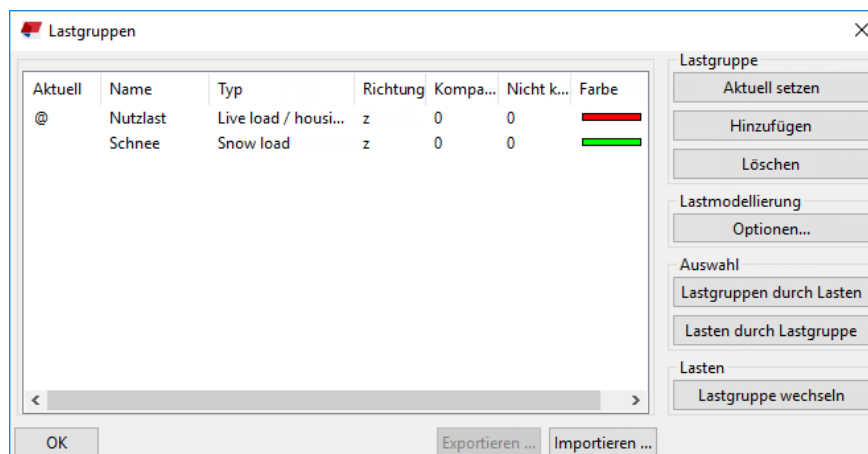 Lastgruppen
Aktuell Name Typ Richtung Kompa... Nicht k... Farbe
@ Nutzlast Live load / housi... z 0 0
Schnee Snow load z 0 0
Lastgruppe
Aktuell setzen
Hinzufügen
Löschen
Lastmodellierung
Optionen...
Auswahl
Lastgruppen durch Lasten
Lasten durch Lastgruppe
Lasten
Lastgruppe wechseln
OK Exportieren ... Importieren ...